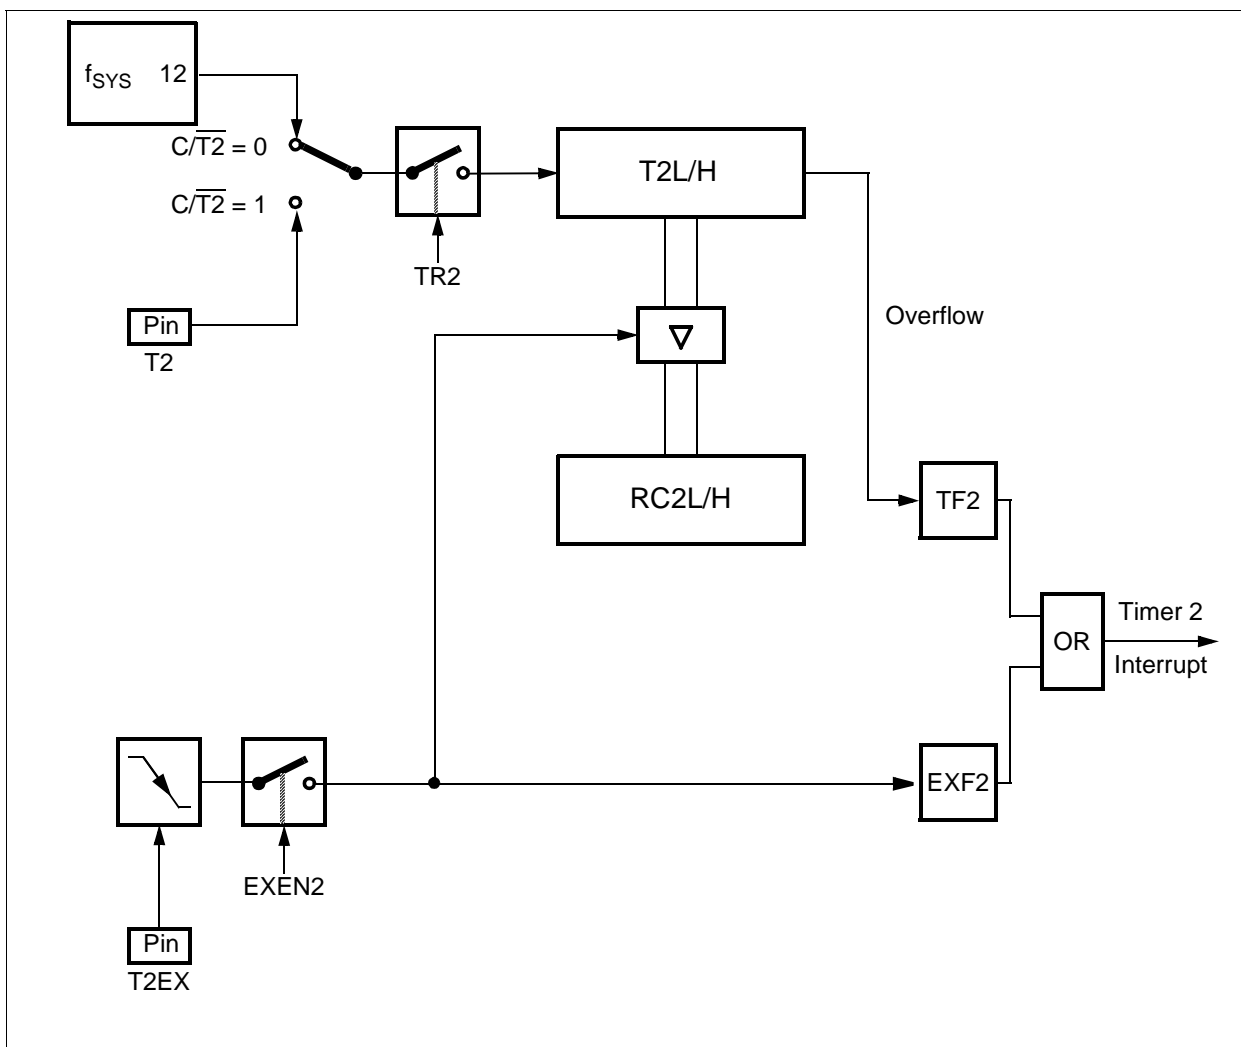 fSYS 12
C/T2 = 0
C/T2 = 1
Pin
T2
TR2
T2L/H
Overflow
RC2L/H
TF2
OR
Timer 2
Interrupt
EXF2
EXEN2
Pin
T2EX